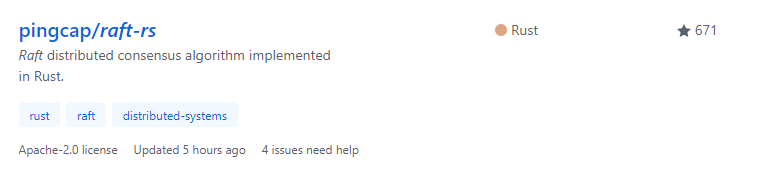 pingcap/raft-rs Rust 671
Raft distributed consensus algorithm implemented
in Rust.
rust raft distributed-systems
Apache-2.0 license Updated 5 hours ago 4 issues need help